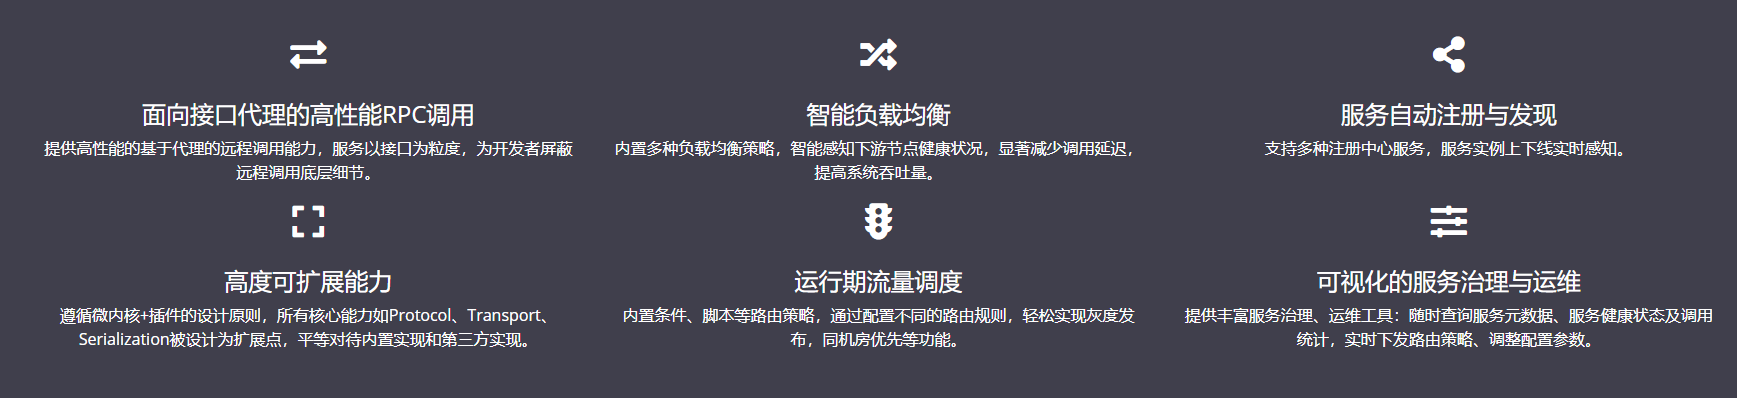 面向接口代理的高性能RPC调用
提供高性能的基于代理的远程调用能力，服务以接口为粒度，为开发者屏蔽
远程调用底层细节。
智能负载均衡
内置多种负载均衡策略，智能感知下游节点健康状况，显著减少调用延迟，
提高系统吞吐量。
服务自动注册与发现
支持多种注册中心服务，服务实例上下线实时感知。
高度可扩展能力
遵循微内核+插件的设计原则，所有核心能力如Protocol、Transport、
Serialization被设计为扩展点，平等对待内置实现和第三方实现。
运行期流量调度
内置条件、脚本等路由策略，通过配置不同的路由规则，轻松实现灰度发
布，同机房优先等功能。
可视化的服务治理与运维
提供丰富服务治理、运维工具：随时查询服务元数据、服务健康状态及调用
统计，实时下发路由策略、调整配置参数。